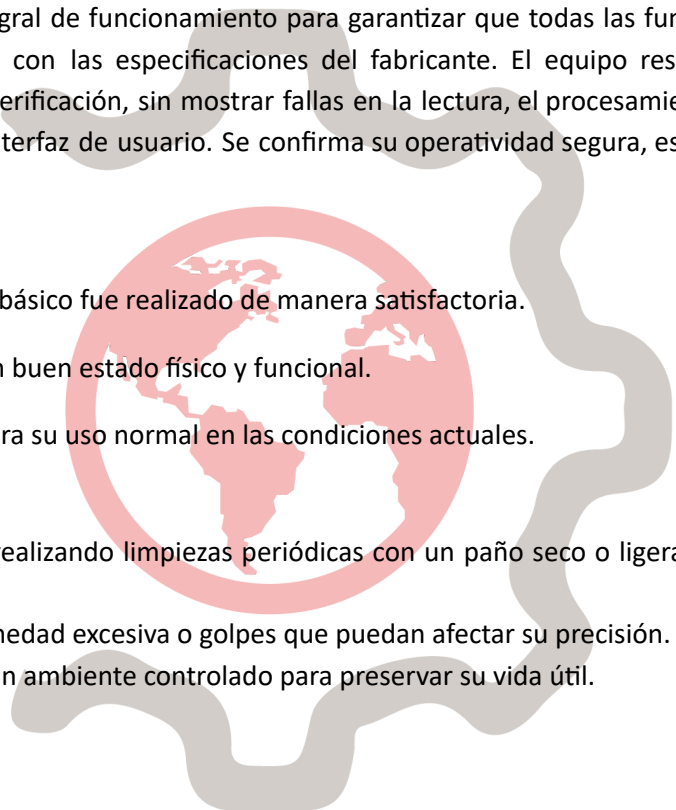 gral de funcionamiento para garantizar que todas las fun
con las especificaciones del fabricante. El equipo res
erificación, sin mostrar fallas en la lectura, el procesamie
terfaz de usuario. Se confirma su operatividad segura, es
básico fue realizado de manera satisfactoria.
buen estado físico y funcional.
ra su uso normal en las condiciones actuales.
realizando limpiezas periódicas con un paño seco o ligera
nedad excesiva o golpes que puedan afectar su precisión.
n ambiente controlado para preservar su vida útil.